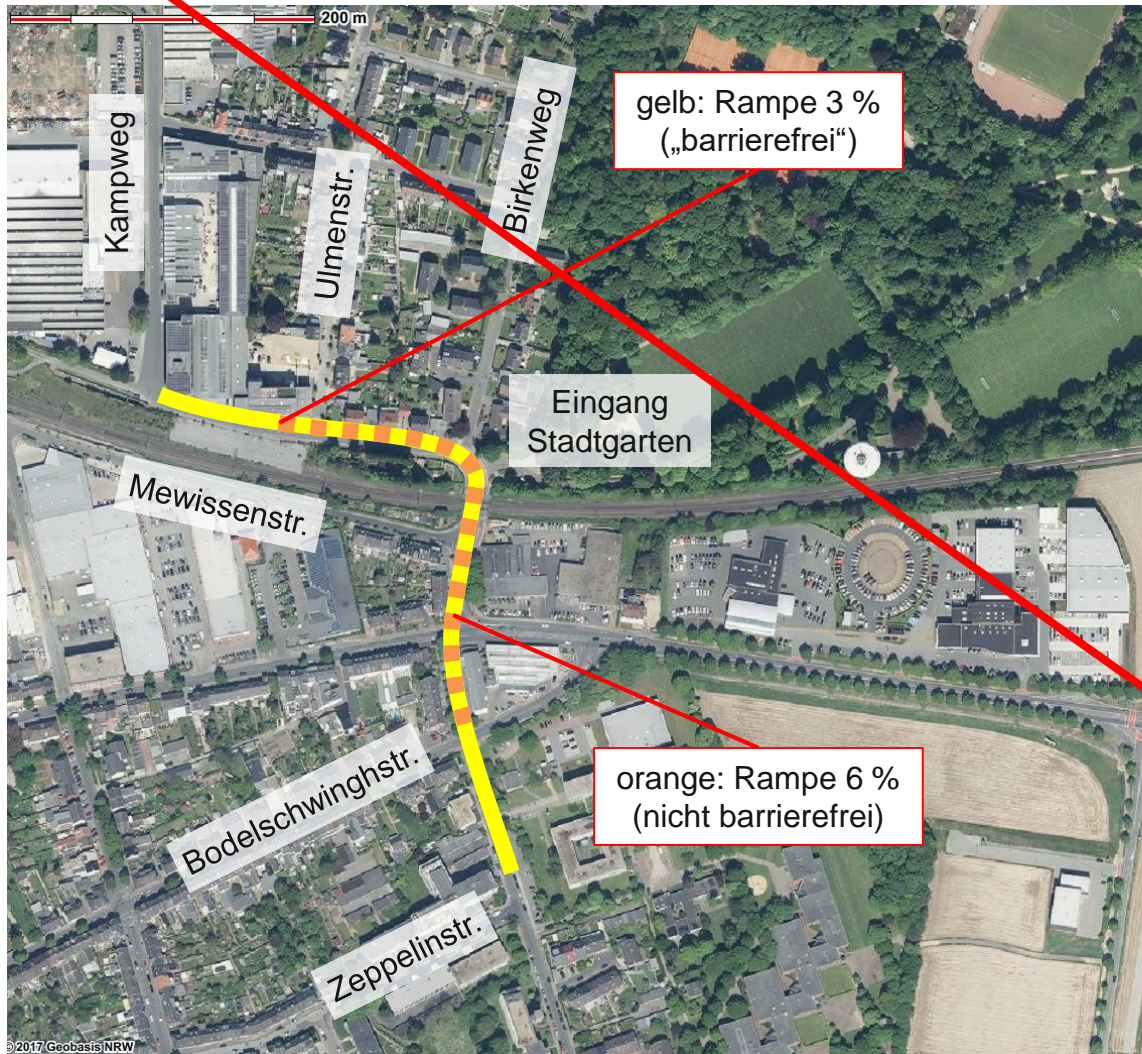 200 m
gelb: Rampe 3 %
(„barrierefrei“)
Kampweg
Ulmenstr.
Birkenweg
Eingang
Stadtgarten
Mewissenstr.
orange: Rampe 6 %
(nicht barrierefrei)
Bodelschwinghstr.
Zeppelinstr.
© 2017 Geobasis NRW